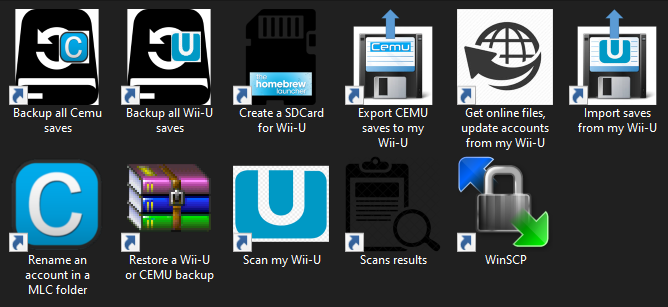 C
U
the
homebrew
launcher
Cemu
U
Backup all Cemu
saves
Backup all Wii-U
saves
Create a SDCard
for Wii-U
Export CEMU
saves to my
Wii-U
Get online files,
update accounts
from my Wii-U
Import saves
from my Wii-U
C
U
Rename an
account in a
MLC folder
Restore a Wii-U
or CEMU backup
Scan my Wii-U
Scans results
WinSCP